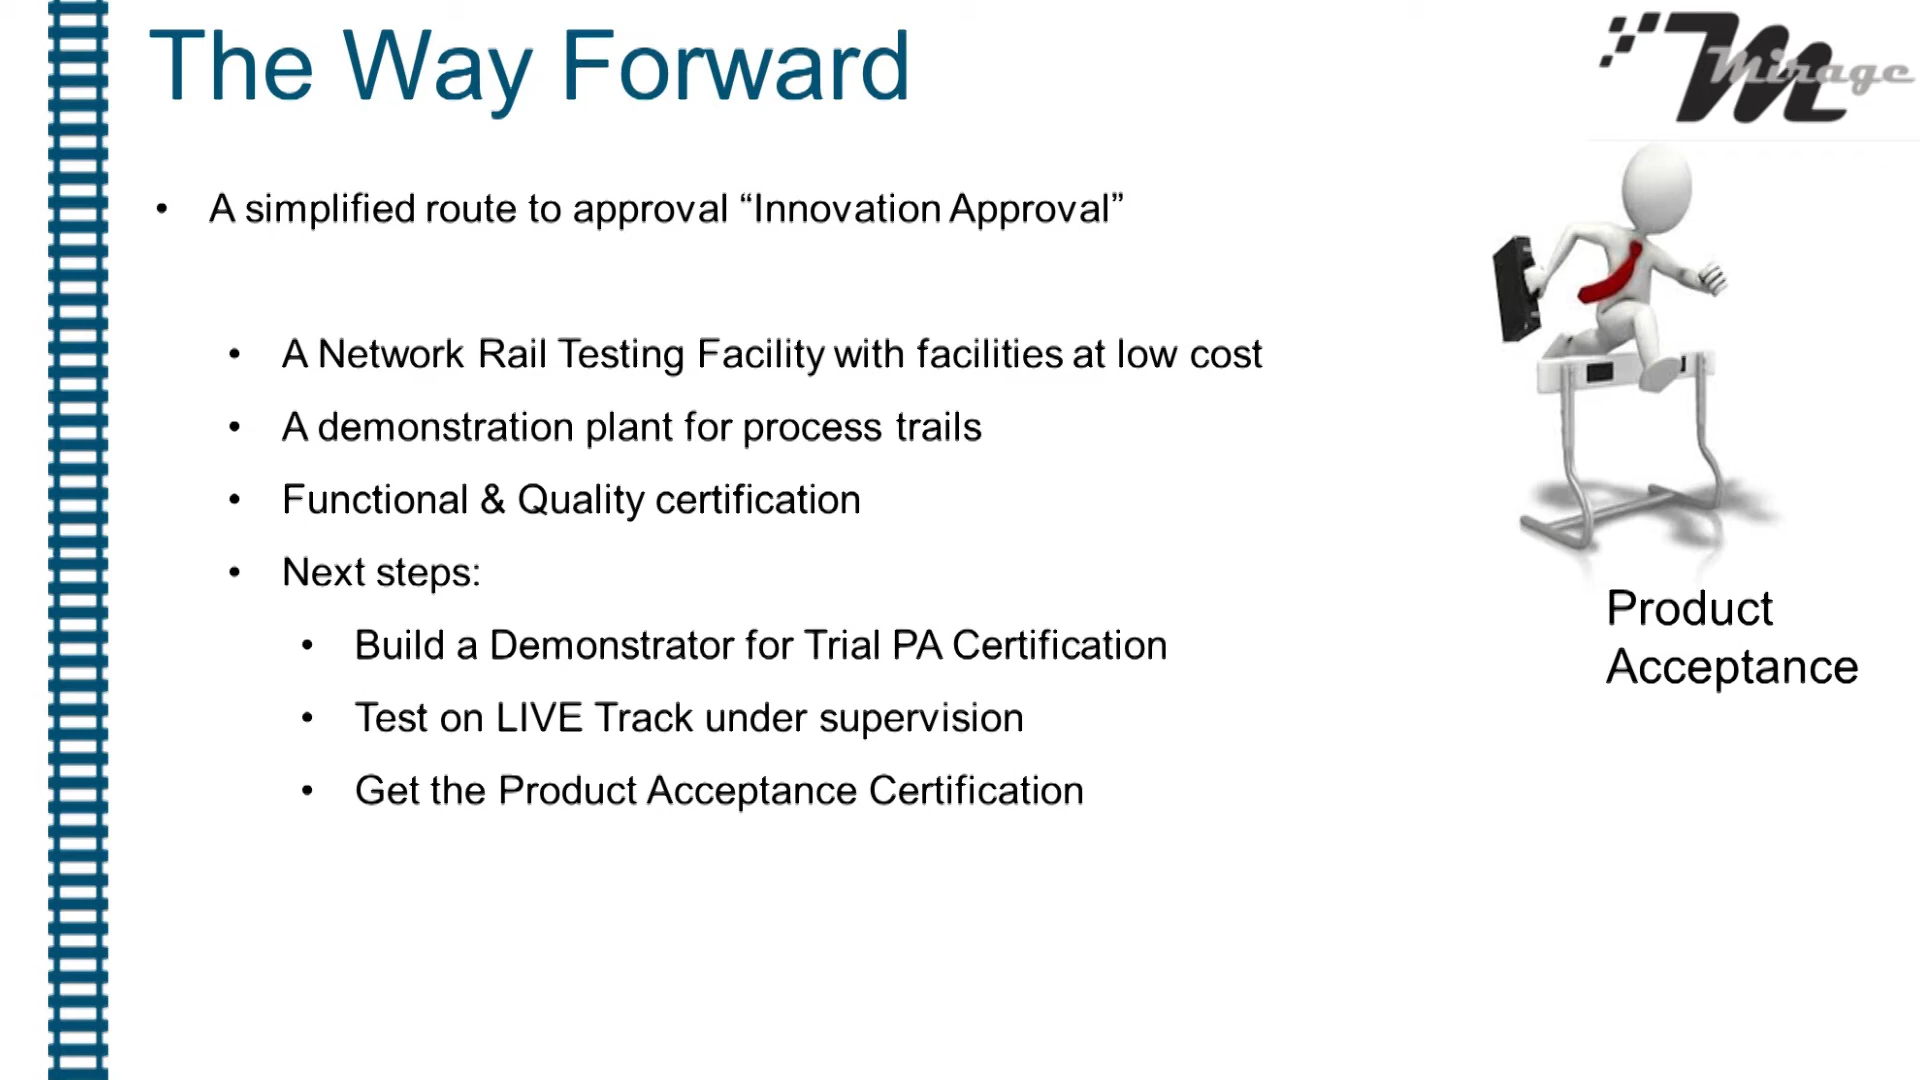 The Way Forward
Mirage
• A simplified route to approval “Innovation Approval”
• A Network Rail Testing Facility with facilities at low cost
• A demonstration plant for process trails
• Functional & Quality certification
• Next steps:
• Build a Demonstrator for Trial PA Certification
• Test on LIVE Track under supervision
• Get the Product Acceptance Certification
Product
Acceptance